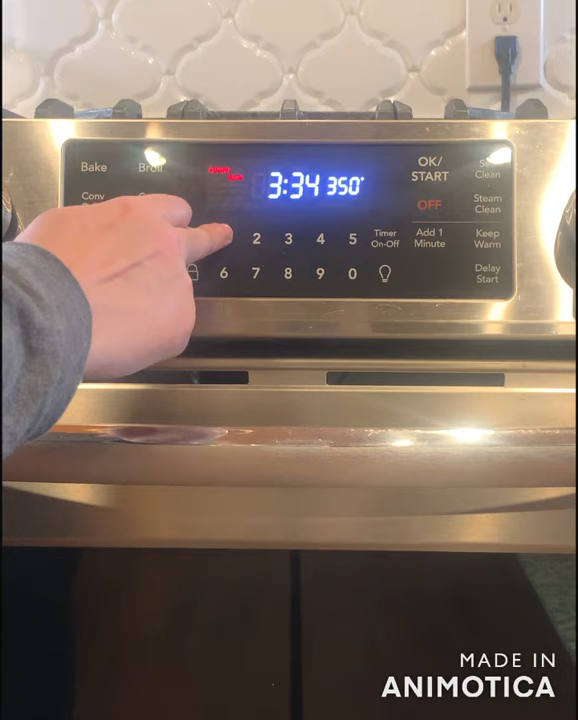 Bake
Broil
3:34 350°
OK/
START
Clean
Conv
OFF
Steam
Clean
2 3 4 5
Timer
On-Off
Add 1
Minute
Keep
Warm
6 7 8 9 0
Delay
Start
MADE IN
ANIMOTICA